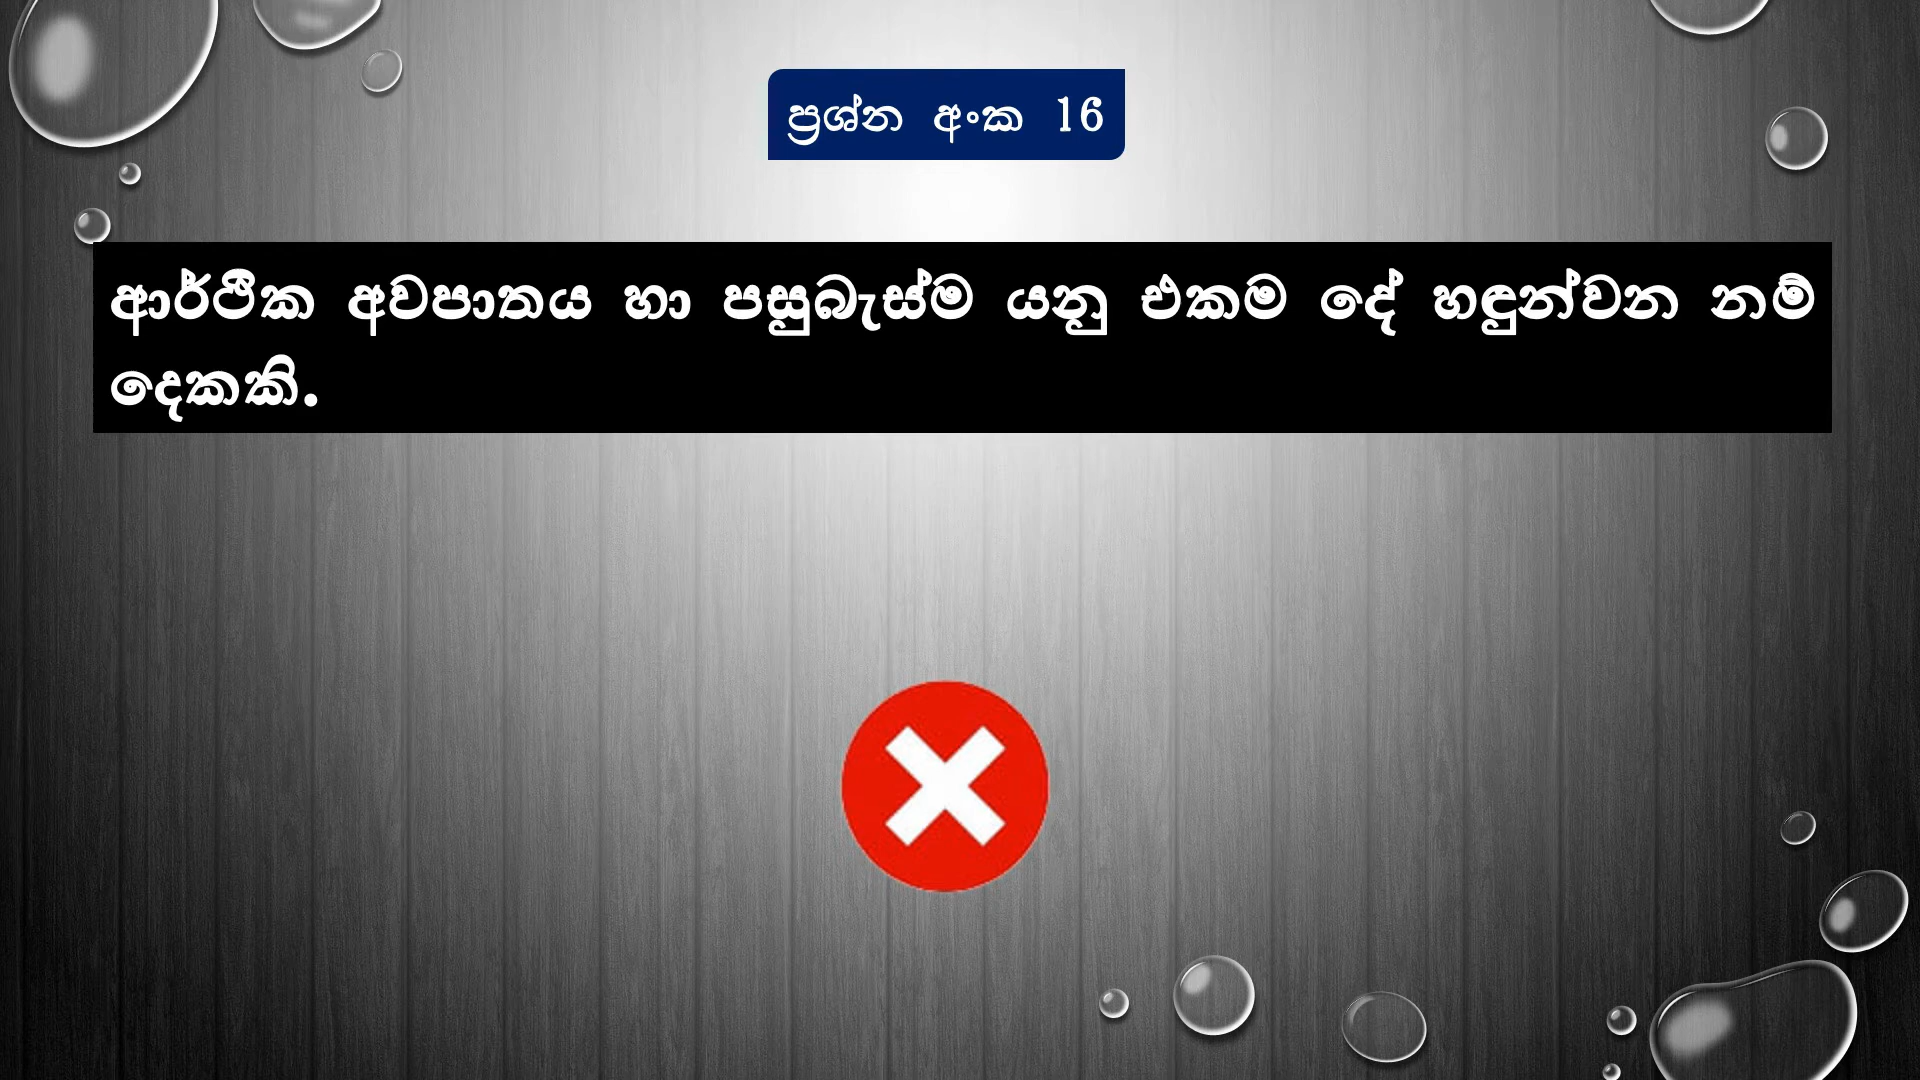 ප්‍රශ්න අංක 16
ආර්ථික අවපාතය හා පසුබැස්ම යනු එකම දේ හඳුන්වන නම්
දෙකකි.